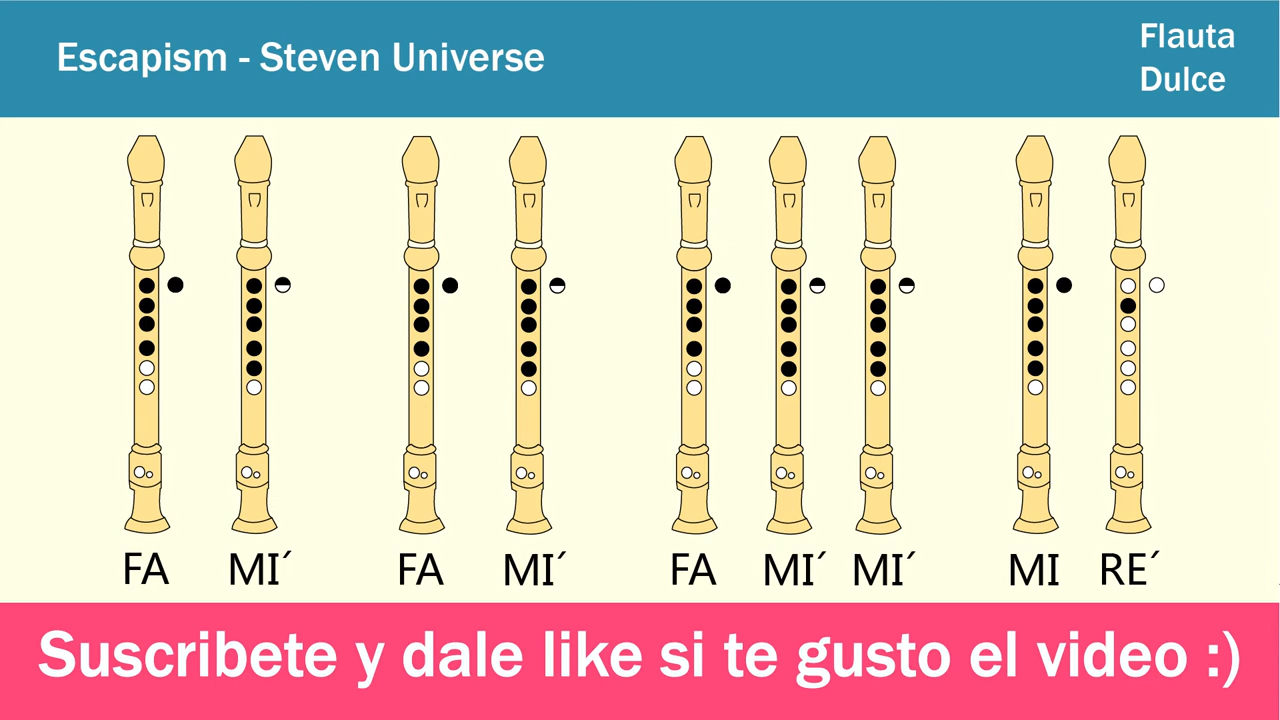 Escapism - Steven Universe
Flauta
Dulce
FA MI´ FA MI´ FA MI´ MI´ MI RE´
Suscribete y dale like si te gusto el video :)